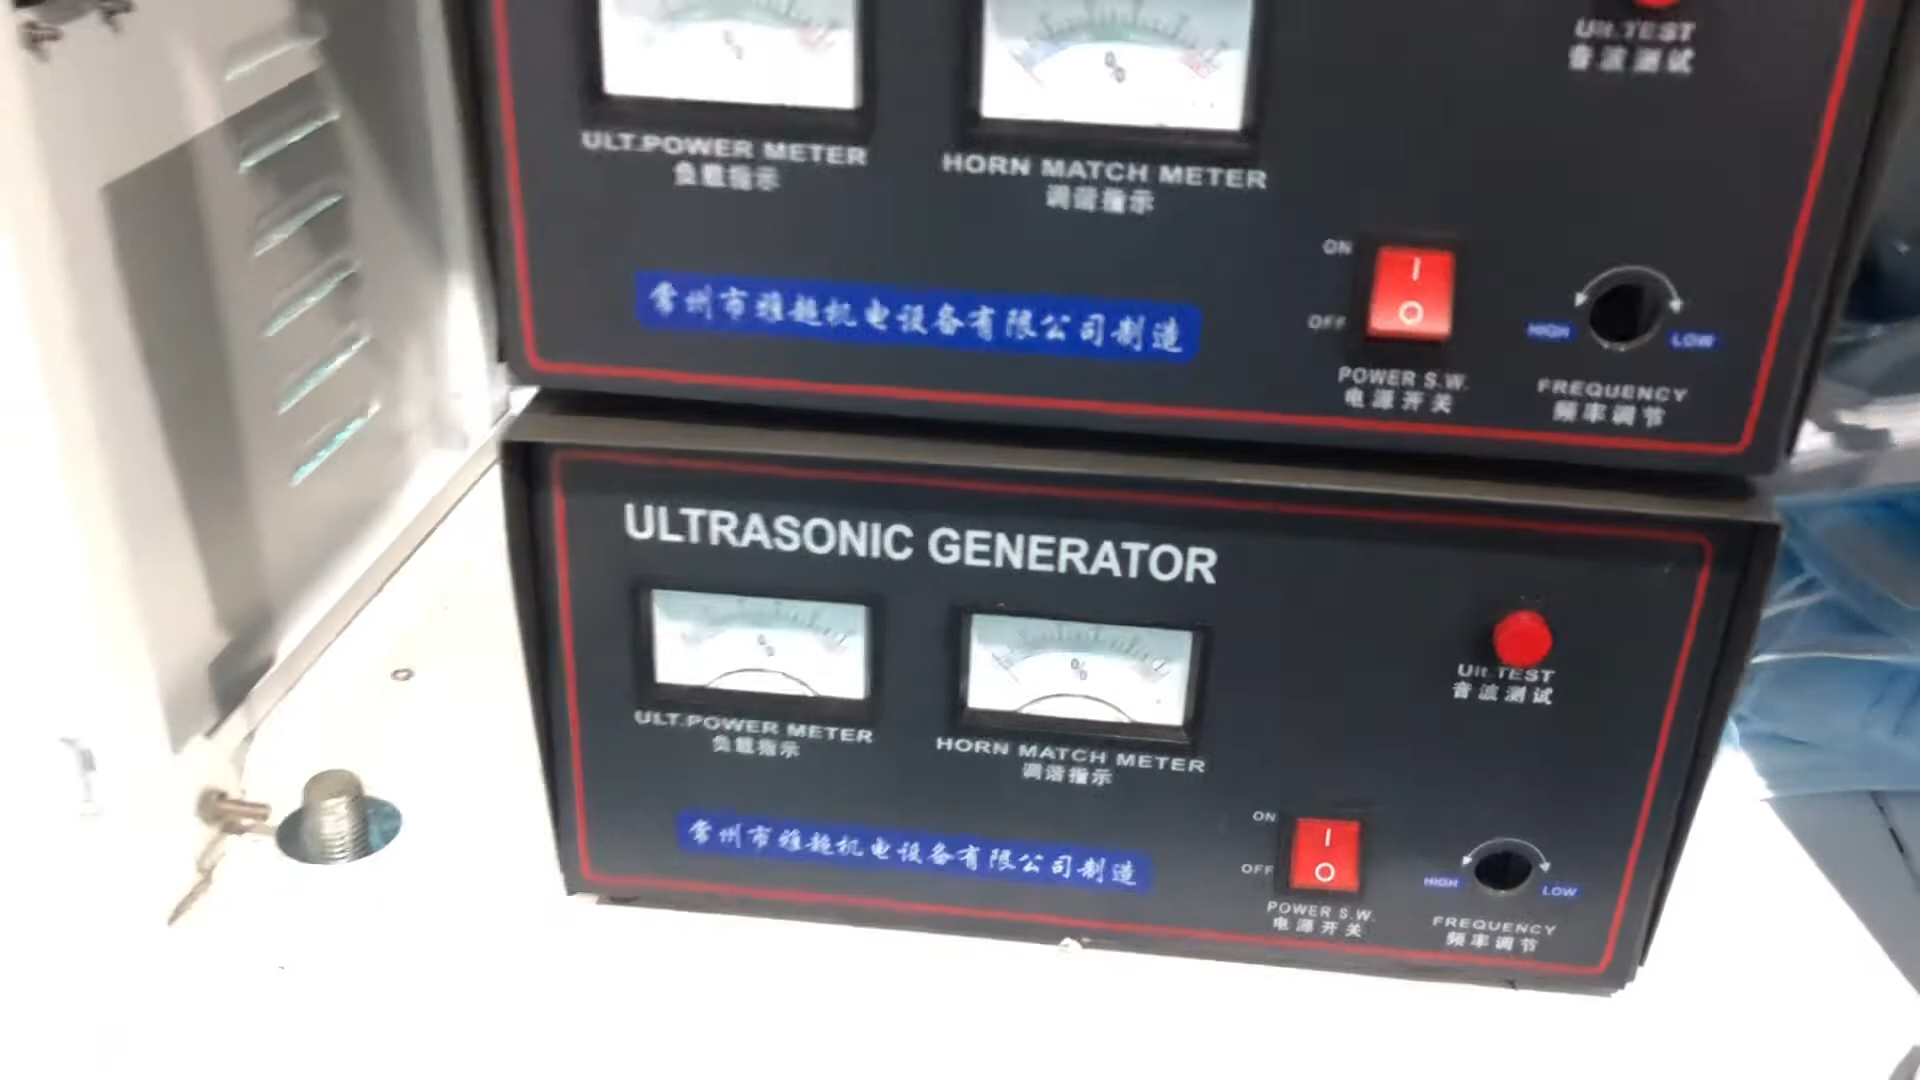 Ult.TEST
音波测试
ULT.POWER METER
负载指示
HORN MATCH METER
调谐指示
常州市雅超机电设备有限公司制造
ON
OFF
POWER S.W.
电源开关
HIGH
LOW
FREQUENCY
频率调节
ULTRASONIC GENERATOR
Ult.TEST
音波测试
ULT.POWER METER
负载指示
HORN MATCH METER
调谐指示
常州市雅超机电设备有限公司制造
ON
OFF
POWER S.W.
电源开关
HIGH
LOW
FREQUENCY
频率调节